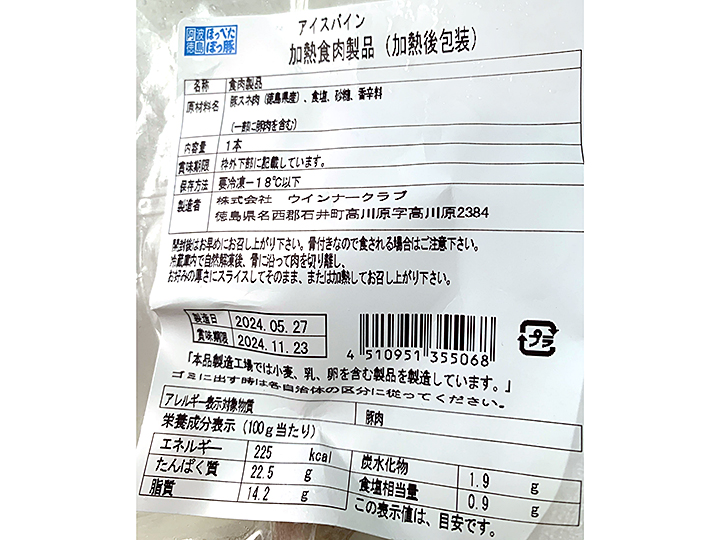 阿波
徳島
ほっぺた
ぽっ豚
アイスバイン
加熱食肉製品（加熱後包装）
名称 食肉製品
原材料名 豚スネ肉（徳島県産）、食塩、砂糖、香辛料
（一部に豚肉を含む）
内容量 1本
賞味期限 枠外下部に記載しています。
保存方法 要冷凍－18℃以下
製造者 株式会社 ウインナークラブ
徳島県名西郡石井町高川原字高川原2384
開封後はお早めにお召し上がり下さい。骨付きなので食される場合はご注意下さい。
冷蔵庫内で自然解凍後、骨に沿って肉を切り離し、
お好みの厚さにスライスしてそのまま、または加熱してお召し上がり下さい。
製造日 2024.05.27
賞味期限 2024.11.23
4 510951 355068
プラ
「本品製造工場では小麦、乳、卵を含む製品を製造しています。」
ゴミに出す時は各自治体の区分に従ってください。
アレルギー表示対象物質 豚肉
栄養成分表示（100g当たり）
エネルギー 225 kcal 炭水化物 1.9 g
たんぱく質 22.5 g 食塩相当量 0.9 g
脂質 14.2 g この表示値は、目安です。